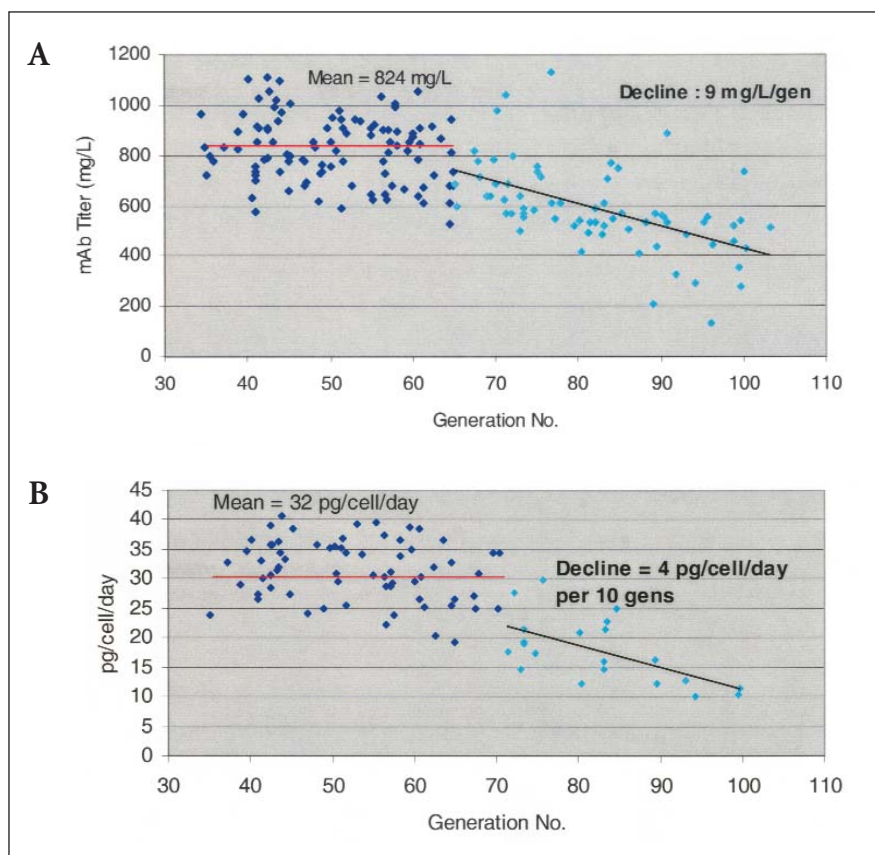 A
1200
1000
800
600
400
200
0
mAb Titer (mg/L)
Mean = 824 mg/L
Decline : 9 mg/L/gen
30 40 50 60 70 80 90 100 110
Generation No.
B
45
40
35
30
25
20
15
10
5
0
pg/cell/day
Mean = 32 pg/cell/day
Decline = 4 pg/cell/day
per 10 gens
30 40 50 60 70 80 90 100 110
Generation No.